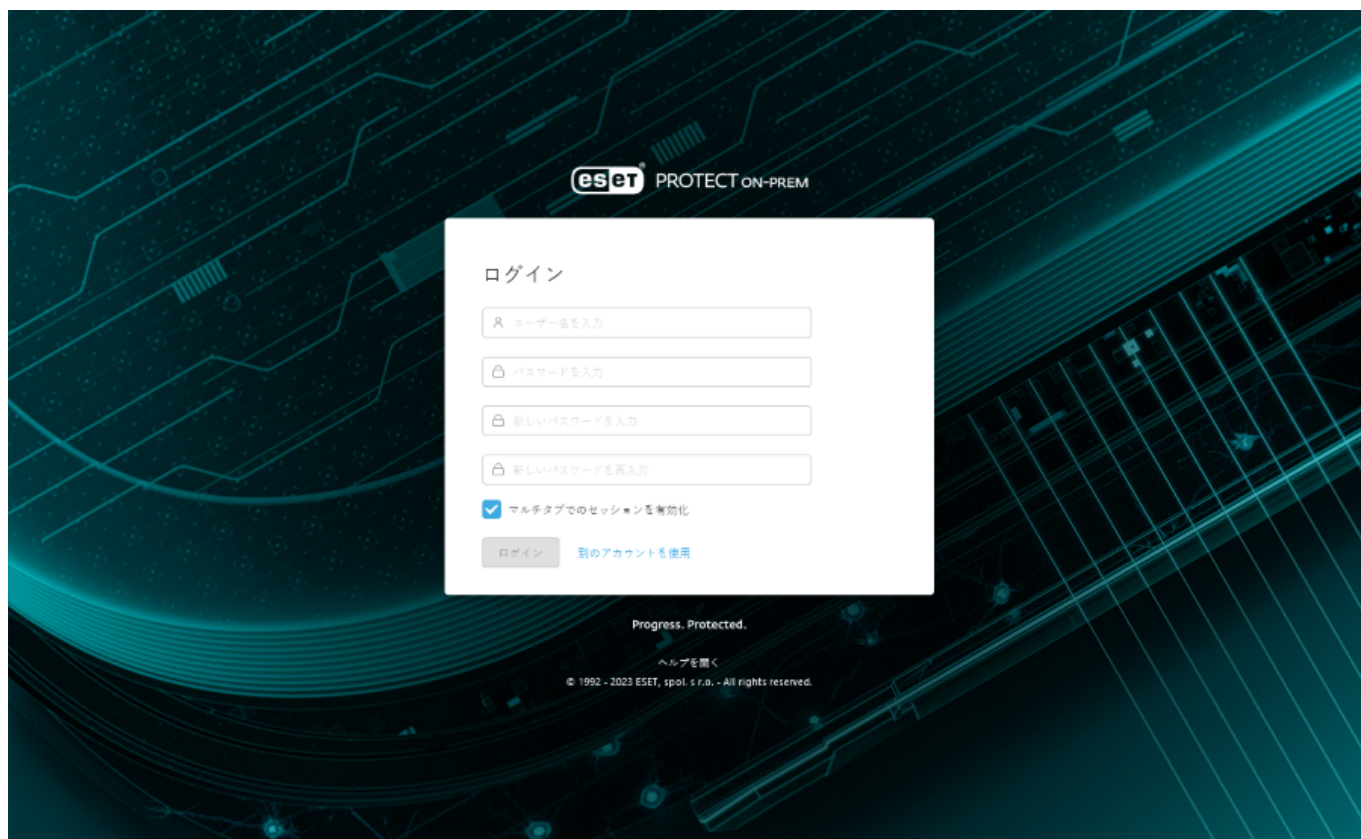 eset® PROTECT ON-PREM
ログイン
ユーザー名を入力
パスワードを入力
新しいパスワードを入力
新しいパスワードを再入力
マルチタブでのセッションを有効化
ログイン 別のアカウントを使用
Progress. Protected.
ヘルプを開く
© 1992 - 2023 ESET, spol. s r.o. - All rights reserved.